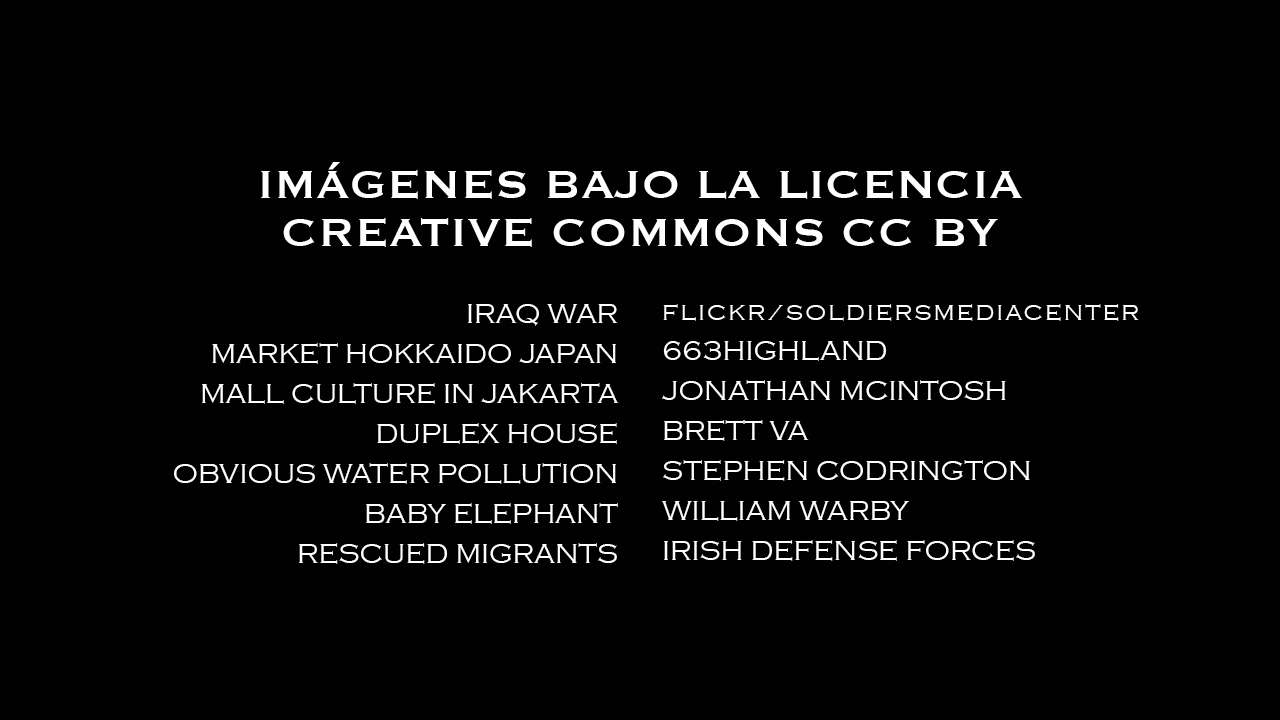 IMÁGENES BAJO LA LICENCIA
CREATIVE COMMONS CC BY
IRAQ WAR FLICKR/SOLDIERSMEDIACENTER
MARKET HOKKAIDO JAPAN 663HIGHLAND
MALL CULTURE IN JAKARTA JONATHAN MCINTOSH
DUPLEX HOUSE BRETT VA
OBVIOUS WATER POLLUTION STEPHEN CODRINGTON
BABY ELEPHANT WILLIAM WARBY
RESCUED MIGRANTS IRISH DEFENSE FORCES